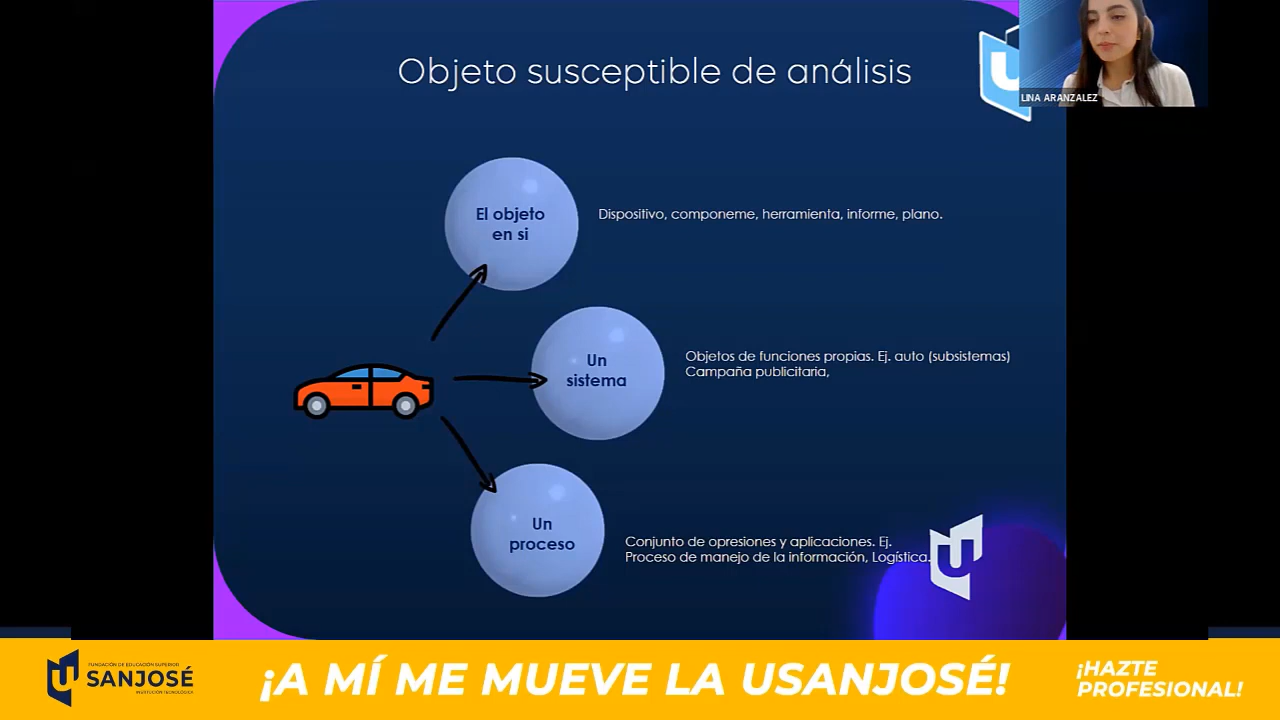 Objeto susceptible de análisis
LINA ARANZALEZ
El objeto
en si
Dispositivo, componeme, herramienta, informe, plano.
Un
sistema
Objetos de funciones propias. Ej. auto (subsistemas)
Campaña publicitaria,
Un
proceso
Conjunto de opresiones y aplicaciones. Ej.
Proceso de manejo de la información, Logística.
FUNDACIÓN DE EDUCACIÓN SUPERIOR
SANJOSÉ
INSTITUCIÓN TECNOLÓGICA
¡A MÍ ME MUEVE LA USANJOSÉ!
¡HAZTE
PROFESIONAL!